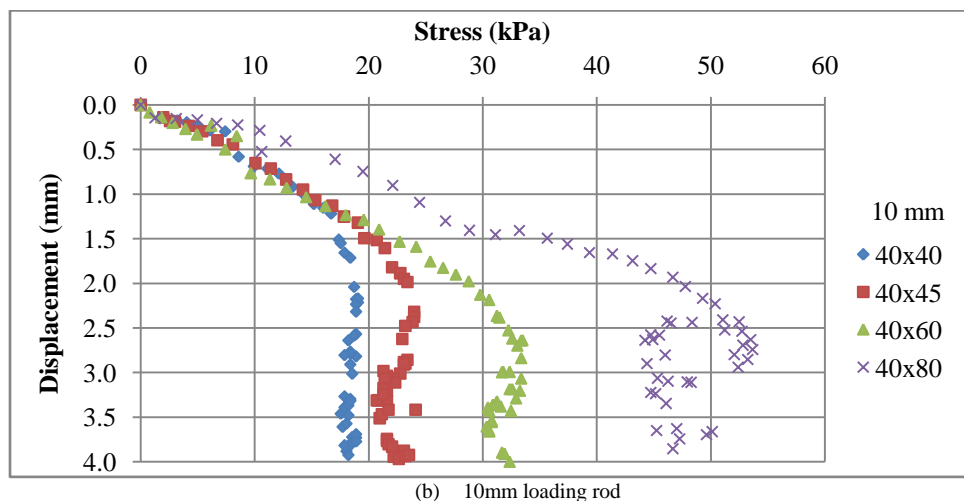 Stress (kPa)
0 10 20 30 40 50 60
0.0
0.5
1.0
1.5
2.0
2.5
3.0
3.5
4.0
Displacement (mm)
10 mm
40x40
40x45
40x60
40x80
(b) 10mm loading rod